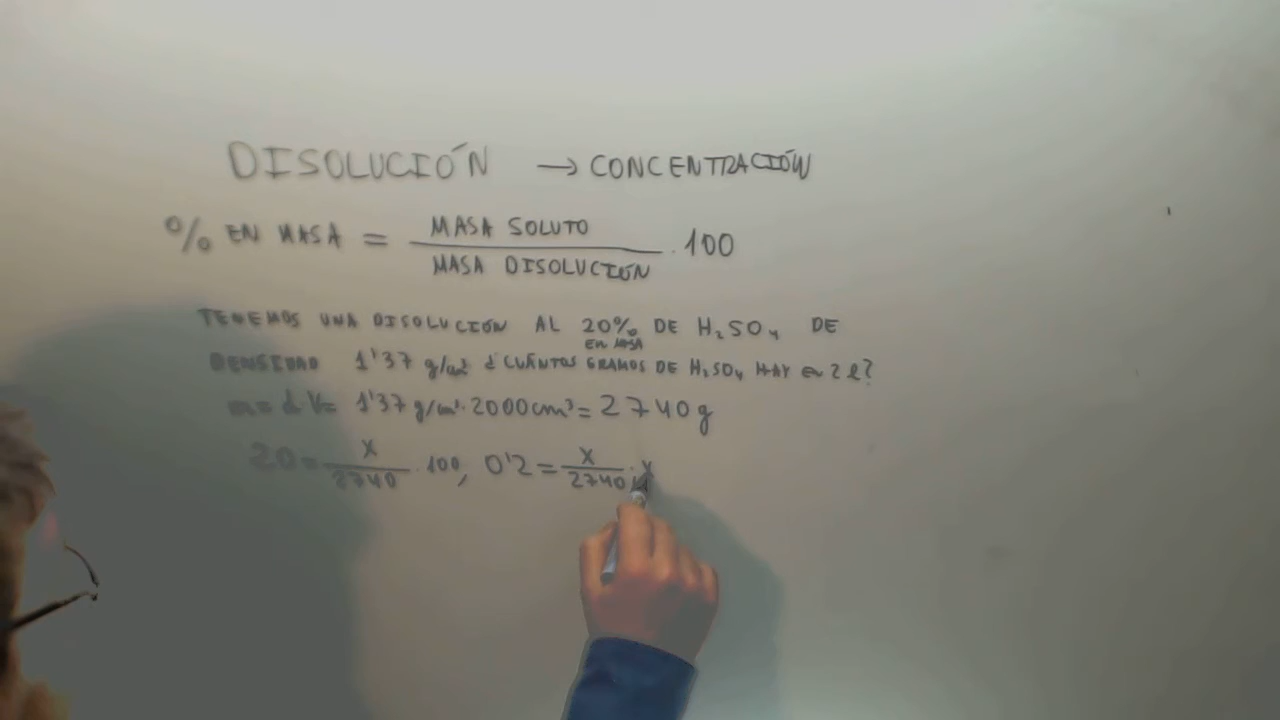 DISOLUCIÓN → CONCENTRACIÓN
% EN MASA = MASA SOLUTO / MASA DISOLUCIÓN · 100
TENEMOS UNA DISOLUCIÓN AL 20% DE H₂SO₄ DE
EN MASA
DENSIDAD 1'37 g/cm³ ¿CUÁNTOS GRAMOS DE H₂SO₄ HAY EN 2 l?
m = d·V = 1'37 g/cm³ · 2000 cm³ = 2740 g
20 = x / 2740 · 100, 0'2 = x / 2740